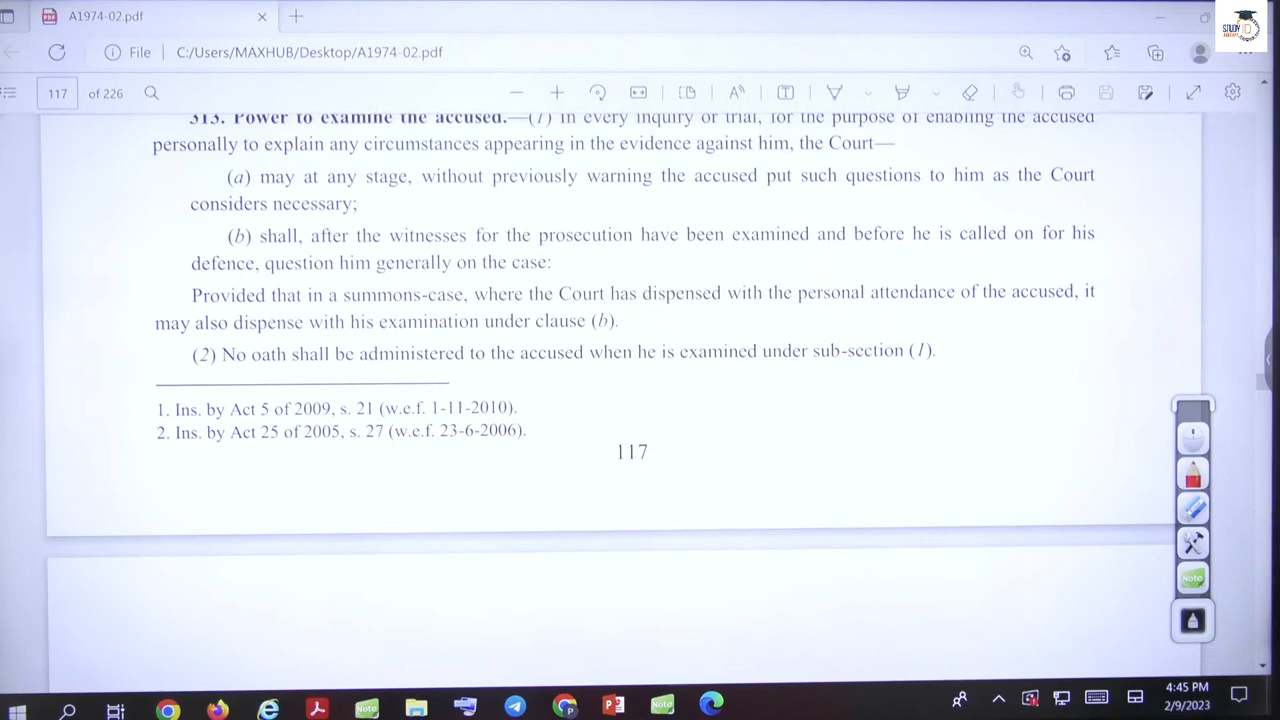 A1974-02.pdf
STUDY IQ
File
C:/Users/MAXHUB/Desktop/A1974-02.pdf
117 of 226
313. Power to examine the accused.—(1) In every inquiry or trial, for the purpose of enabling the accused
personally to explain any circumstances appearing in the evidence against him, the Court—
(a) may at any stage, without previously warning the accused put such questions to him as the Court
considers necessary;
(b) shall, after the witnesses for the prosecution have been examined and before he is called on for his
defence, question him generally on the case:
Provided that in a summons-case, where the Court has dispensed with the personal attendance of the accused, it
may also dispense with his examination under clause (b).
(2) No oath shall be administered to the accused when he is examined under sub-section (1).
1. Ins. by Act 5 of 2009, s. 21 (w.e.f. 1-11-2010).
2. Ins. by Act 25 of 2005, s. 27 (w.e.f. 23-6-2006).
117
Note
Note
Note
4:45 PM
2/9/2023